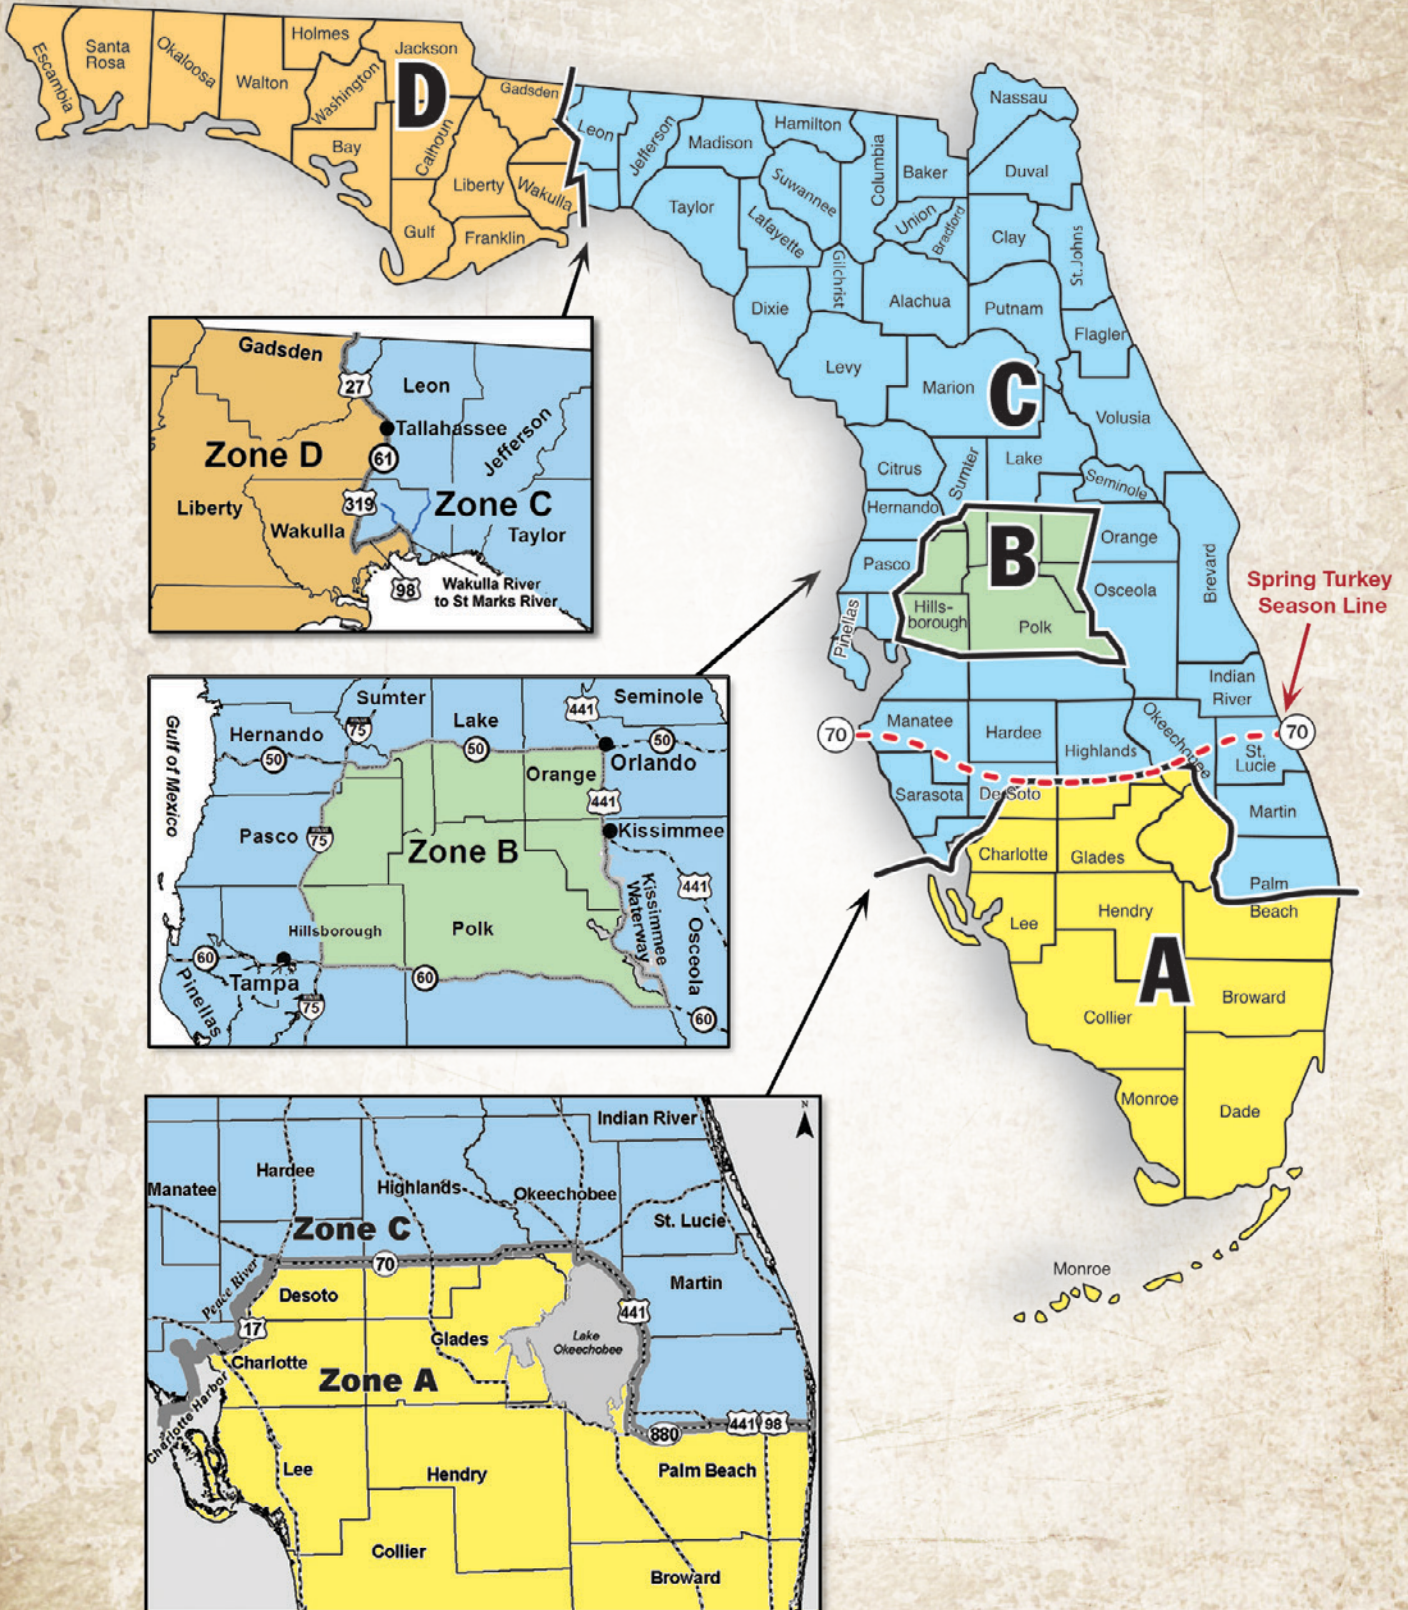 Escambia
Santa
Rosa
Okaloosa
Walton
Holmes
Washington
Jackson
D
Bay
Calhoun
Gadsden
Liberty
Wakulla
Gulf
Franklin
Leon
Jefferson
Madison
Hamilton
Taylor
Suwannee
Lafayette
Columbia
Baker
Nassau
Duval
Union
Bradford
Clay
St. Johns
Dixie
Gilchrist
Alachua
Putnam
Flagler
Levy
Marion
C
Volusia
Citrus
Sumter
Lake
Seminole
Hernando
Pasco
B
Orange
Osceola
Brevard
Pinellas
Hills-
borough
Polk
Spring Turkey
Season Line
Indian
River
70
Manatee
Hardee
Highlands
Okeechobee
St.
Lucie
70
Sarasota
De Soto
Martin
Charlotte
Glades
Palm
Beach
Lee
Hendry
A
Collier
Broward
Monroe
Dade
Monroe
Gadsden
27
Leon
Tallahassee
Jefferson
Zone D
61
319
Zone C
Liberty
Wakulla
Taylor
98
Wakulla River
to St Marks River
Gulf of Mexico
Sumter
441
Seminole
Hernando
75
Lake
50
50
50
Orange
Orlando
441
Pasco
75
Zone B
Kissimmee
441
Kissimmee
Waterway
Osceola
Hillsborough
Polk
60
Tampa
60
Pinellas
75
60
N
Indian River
Manatee
Hardee
Highlands
Okeechobee
Zone C
St. Lucie
70
Peace River
Desoto
Martin
17
441
Glades
Lake
Okeechobee
Charlotte
Zone A
Charlotte Harbor
880
441
98
Lee
Hendry
Palm Beach
Collier
Broward